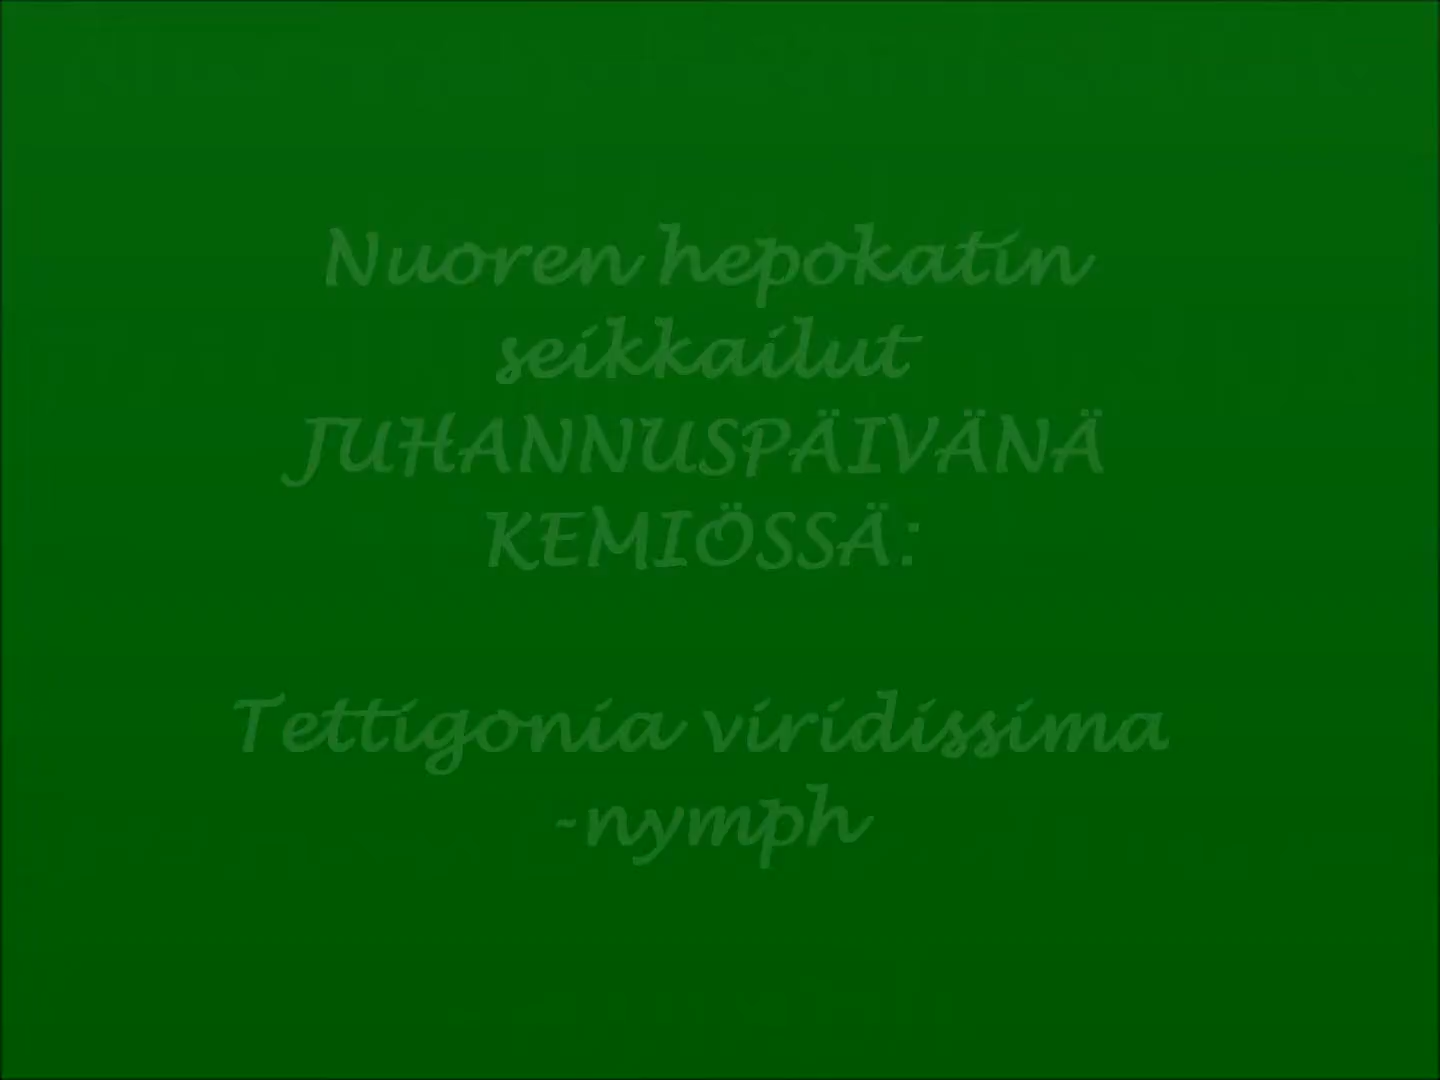 Nuoren hepokatin
seikkailut
JUHANNUSPÄIVÄNÄ
KEMIÖSSÄ:
Tettigonia viridissima
-nymph